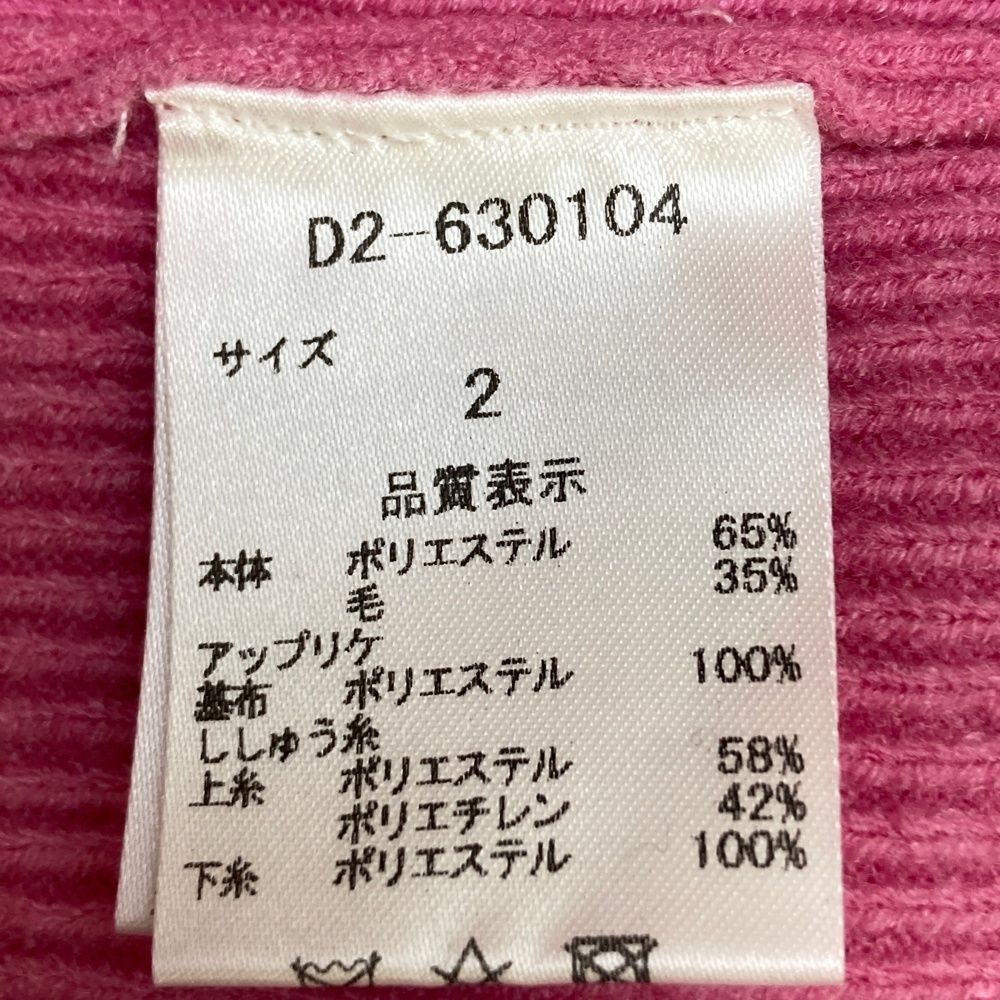 D2-630104
サイズ
2
品質表示
本体 ポリエステル 65%
毛 35%
アップリケ
基布 ポリエステル 100%
ししゅう糸
上糸 ポリエステル 58%
ポリエチレン 42%
下糸 ポリエステル 100%